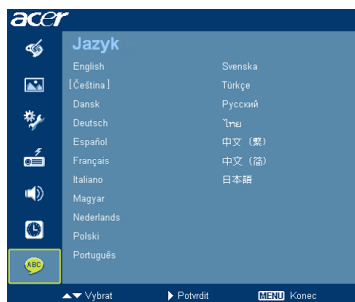 acer
Jazyk
English
[Čeština]
Dansk
Deutsch
Español
Français
Italiano
Magyar
Nederlands
Polski
Português
Svenska
Türkçe
Русский
ไทย
中文 (繁)
中文 (简)
日本語
ABC
▲▼ Vybrat ▶ Potvrdit MENU Konec